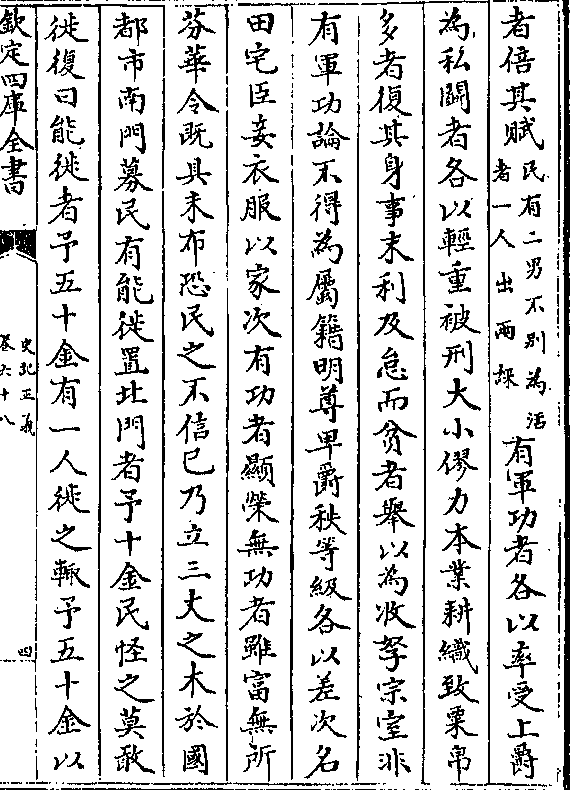 者倍其賦民有二男不别為活者一人出兩課有軍功者各以率受上爵
為私鬬者各以輕重被刑大小僇力本業耕織致粟帛
多者復其身事末利及怠而貧者舉以為收孥宗室非
有軍功論不得為屬籍明尊卑爵秩等級各以差次名
田宅臣妾衣服以家次有功者顯榮無功者雖富無所
芬華令既具未布恐民之不信已乃立三丈之木於國
都市南門募民有能徙置北門者予十金民怪之莫敢
徙復曰能徙者予五十金有一人徙之輒予五十金以
欽定四庫全書
史記正義
卷六十八
四